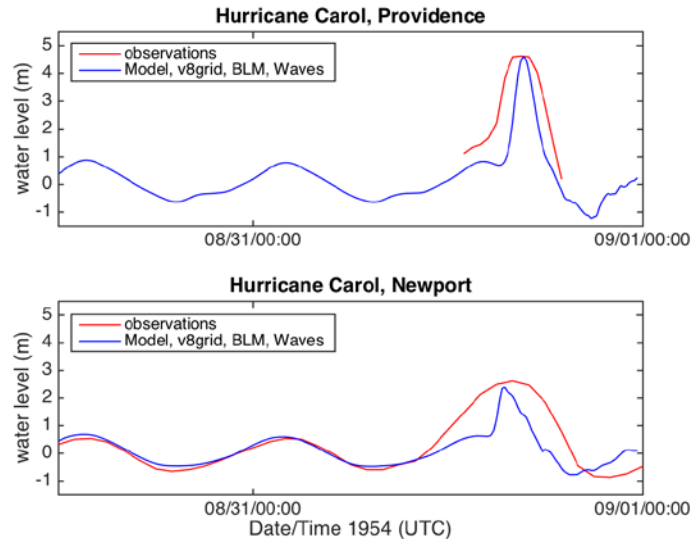 Hurricane Carol, Providence
5
4
3
2
1
0
-1
water level (m)
observations
Model, v8grid, BLM, Waves
08/31/00:00
09/01/00:00
Hurricane Carol, Newport
5
4
3
2
1
0
-1
water level (m)
observations
Model, v8grid, BLM, Waves
08/31/00:00
09/01/00:00
Date/Time 1954 (UTC)